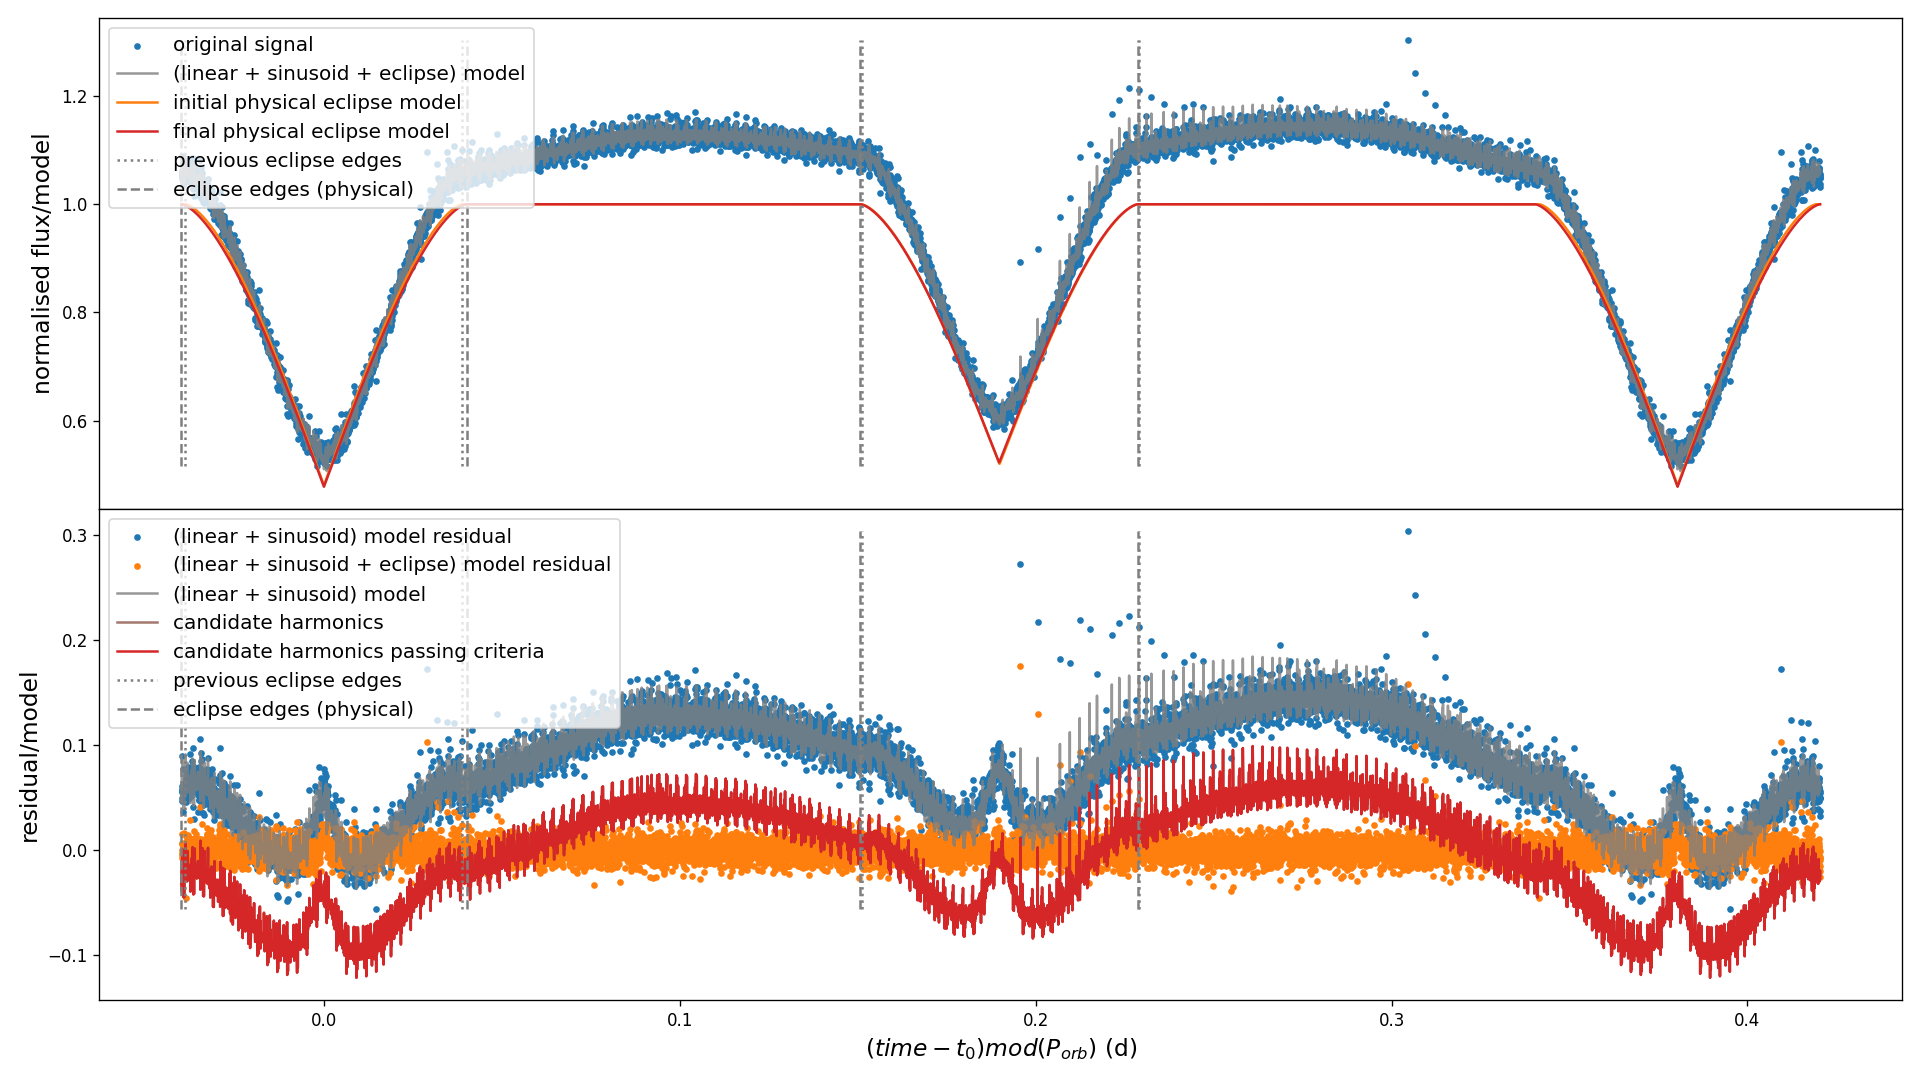 normalised flux/model
1.2
1.0
0.8
0.6
original signal
(linear + sinusoid + eclipse) model
initial physical eclipse model
final physical eclipse model
previous eclipse edges
eclipse edges (physical)
residual/model
0.3
0.2
0.1
0.0
−0.1
(linear + sinusoid) model residual
(linear + sinusoid + eclipse) model residual
(linear + sinusoid) model
candidate harmonics
candidate harmonics passing criteria
previous eclipse edges
eclipse edges (physical)
0.0 0.1 0.2 0.3 0.4
(time − t₀)mod(P_orb) (d)